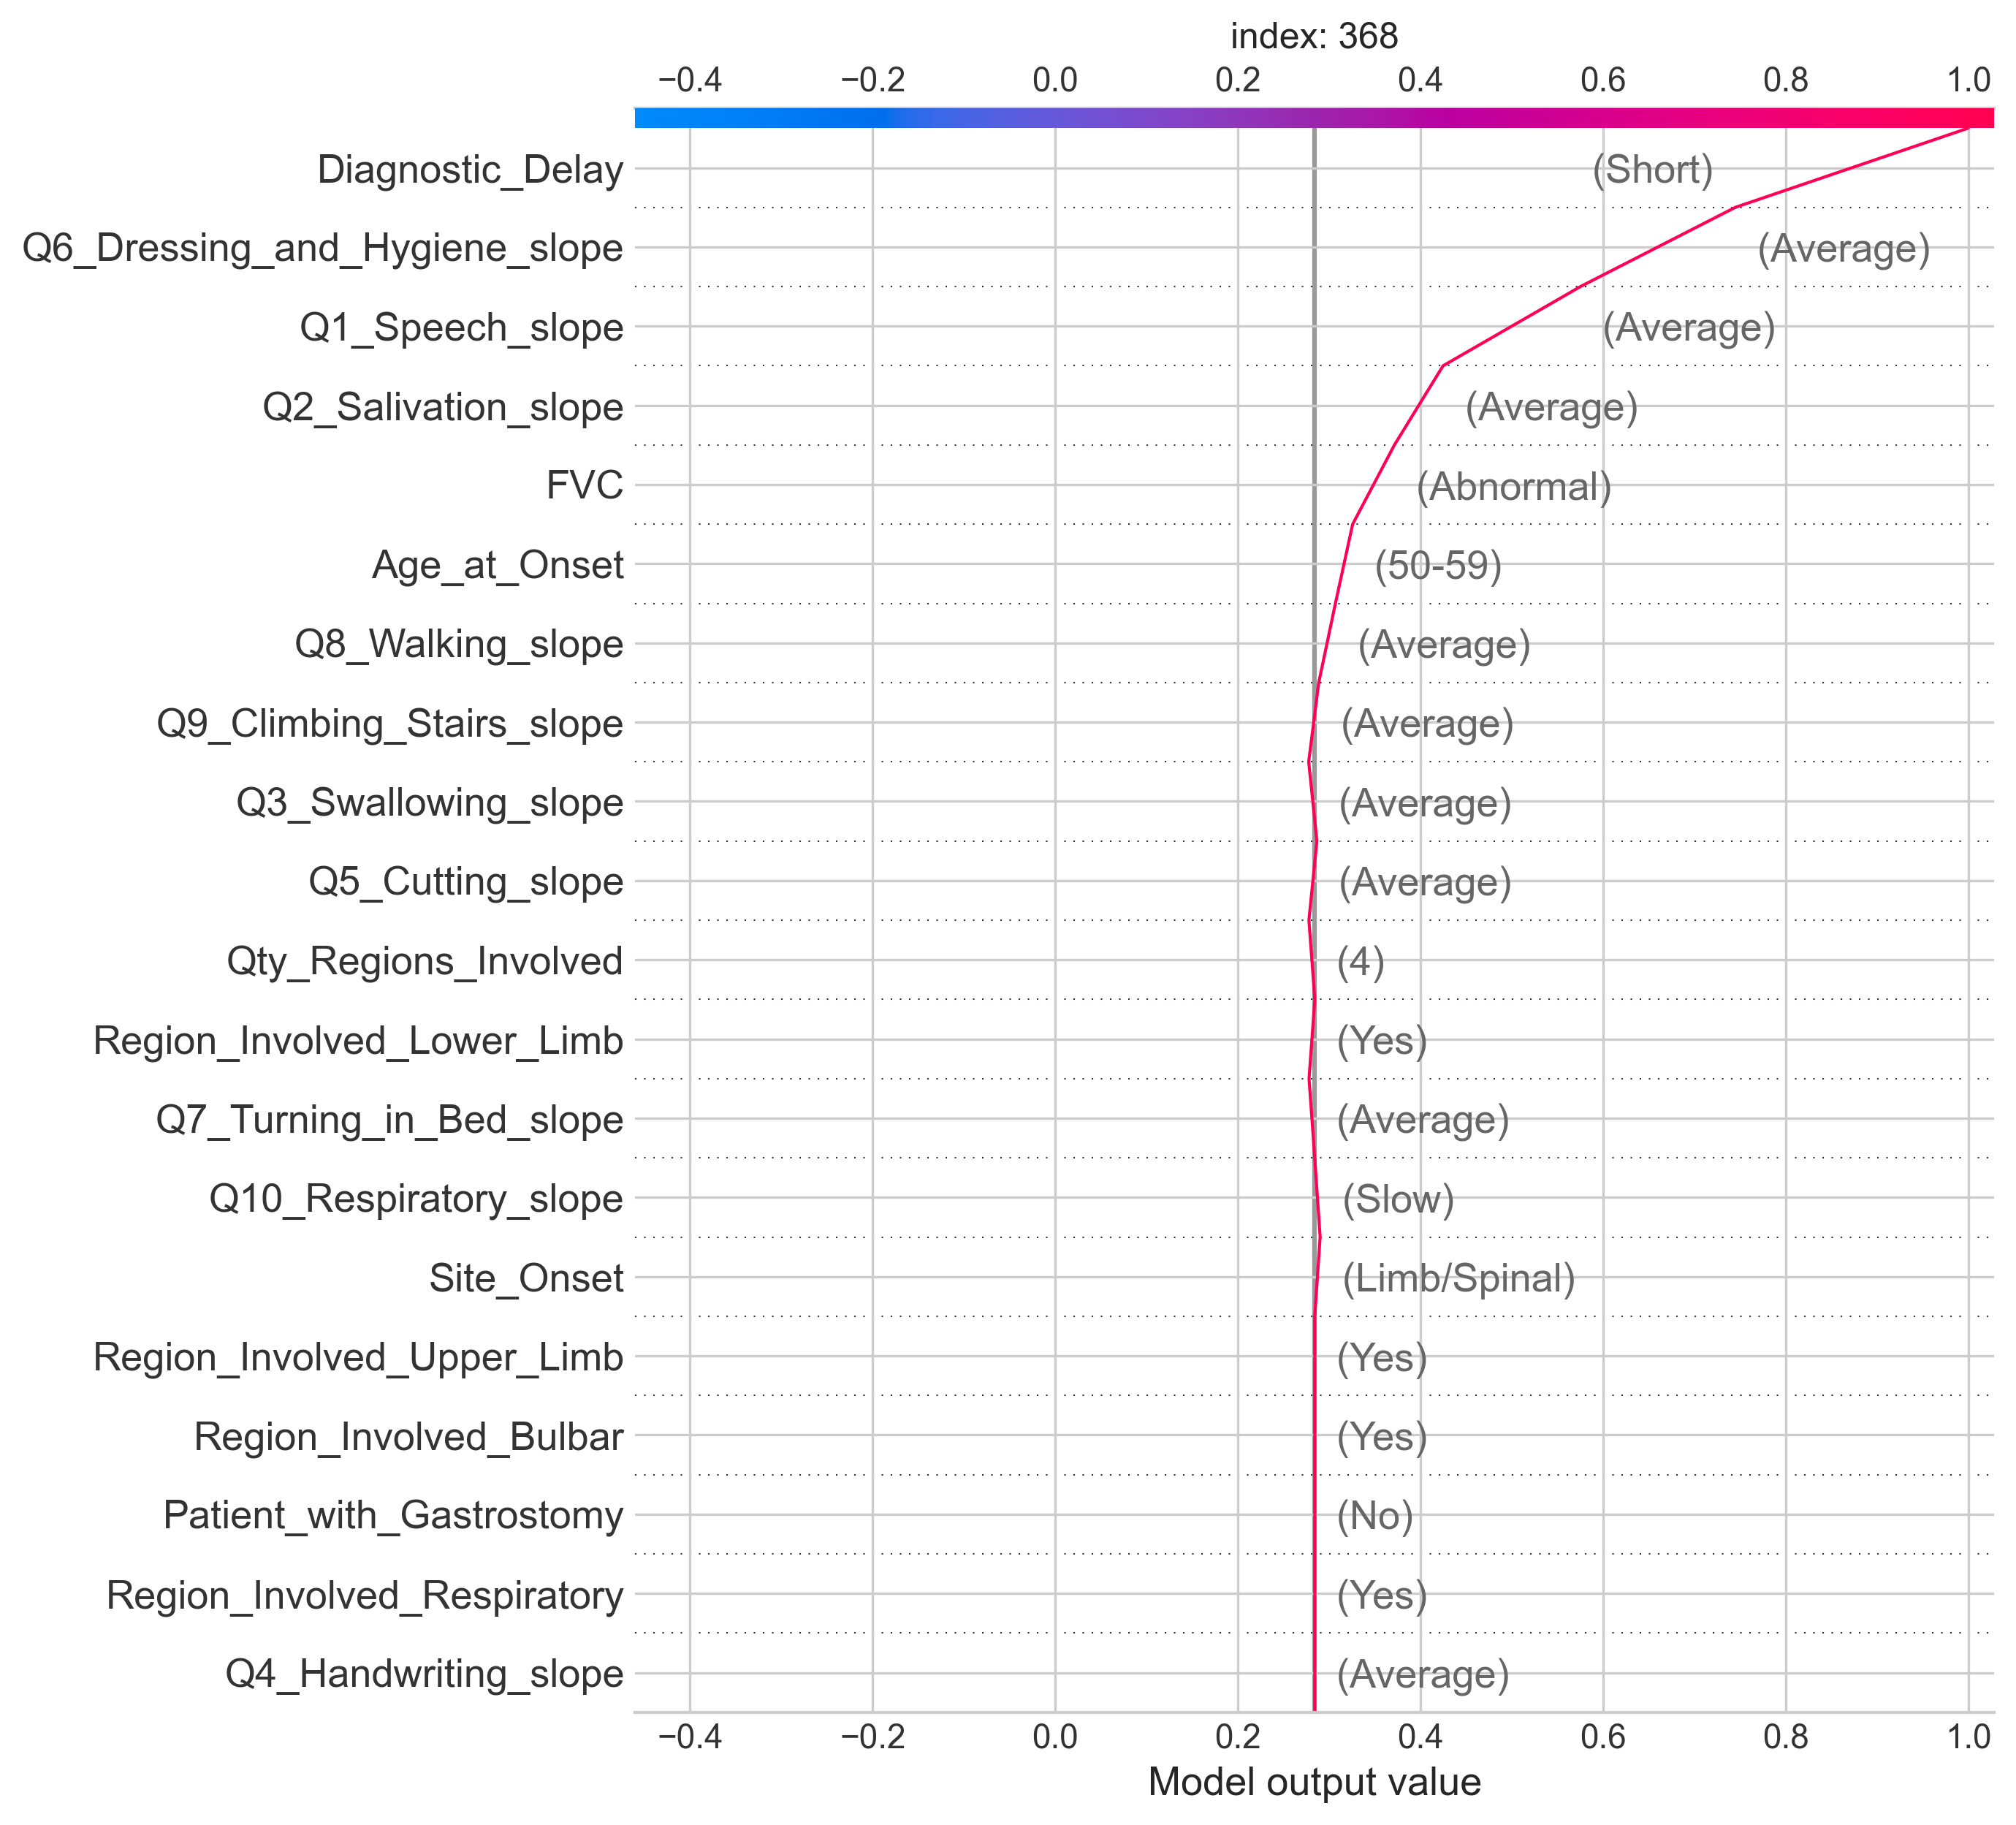 index: 368
−0.4 −0.2 0.0 0.2 0.4 0.6 0.8 1.0
Diagnostic_Delay (Short)
Q6_Dressing_and_Hygiene_slope (Average)
Q1_Speech_slope (Average)
Q2_Salivation_slope (Average)
FVC (Abnormal)
Age_at_Onset (50-59)
Q8_Walking_slope (Average)
Q9_Climbing_Stairs_slope (Average)
Q3_Swallowing_slope (Average)
Q5_Cutting_slope (Average)
Qty_Regions_Involved (4)
Region_Involved_Lower_Limb (Yes)
Q7_Turning_in_Bed_slope (Average)
Q10_Respiratory_slope (Slow)
Site_Onset (Limb/Spinal)
Region_Involved_Upper_Limb (Yes)
Region_Involved_Bulbar (Yes)
Patient_with_Gastrostomy (No)
Region_Involved_Respiratory (Yes)
Q4_Handwriting_slope (Average)
−0.4 −0.2 0.0 0.2 0.4 0.6 0.8 1.0
Model output value